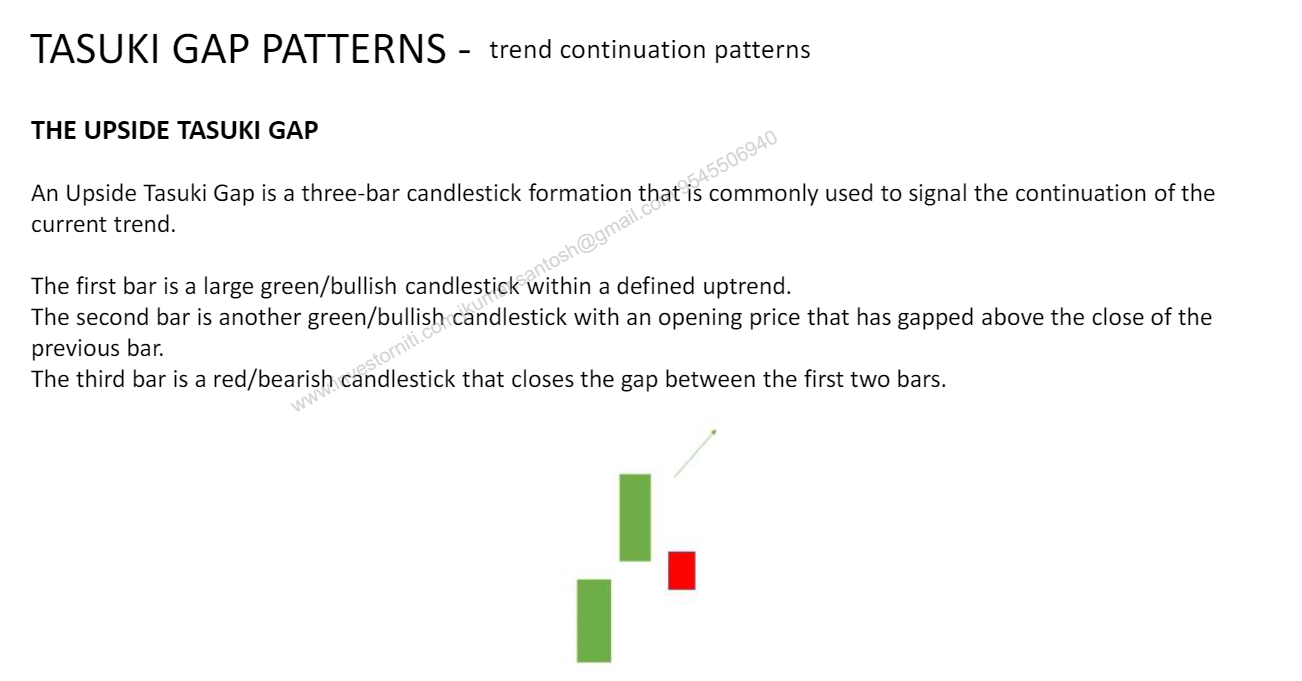 TASUKI GAP PATTERNS - trend continuation patterns
THE UPSIDE TASUKI GAP
An Upside Tasuki Gap is a three-bar candlestick formation that is commonly used to signal the continuation of the
current trend.
The first bar is a large green/bullish candlestick within a defined uptrend.
The second bar is another green/bullish candlestick with an opening price that has gapped above the close of the
previous bar.
The third bar is a red/bearish candlestick that closes the gap between the first two bars.
9545506940